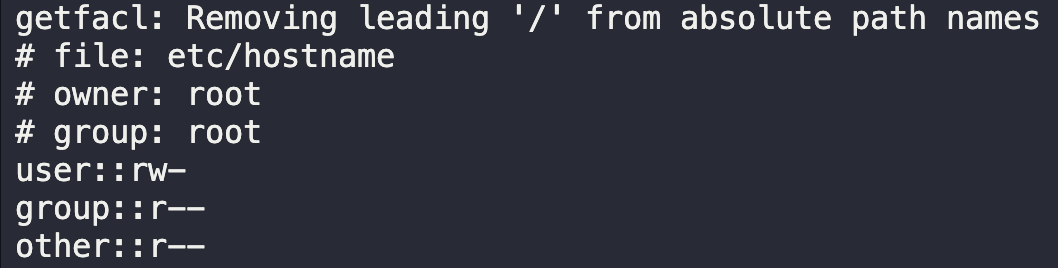 getfacl: Removing leading '/' from absolute path names
# file: etc/hostname
# owner: root
# group: root
user::rw-
group::r--
other::r--